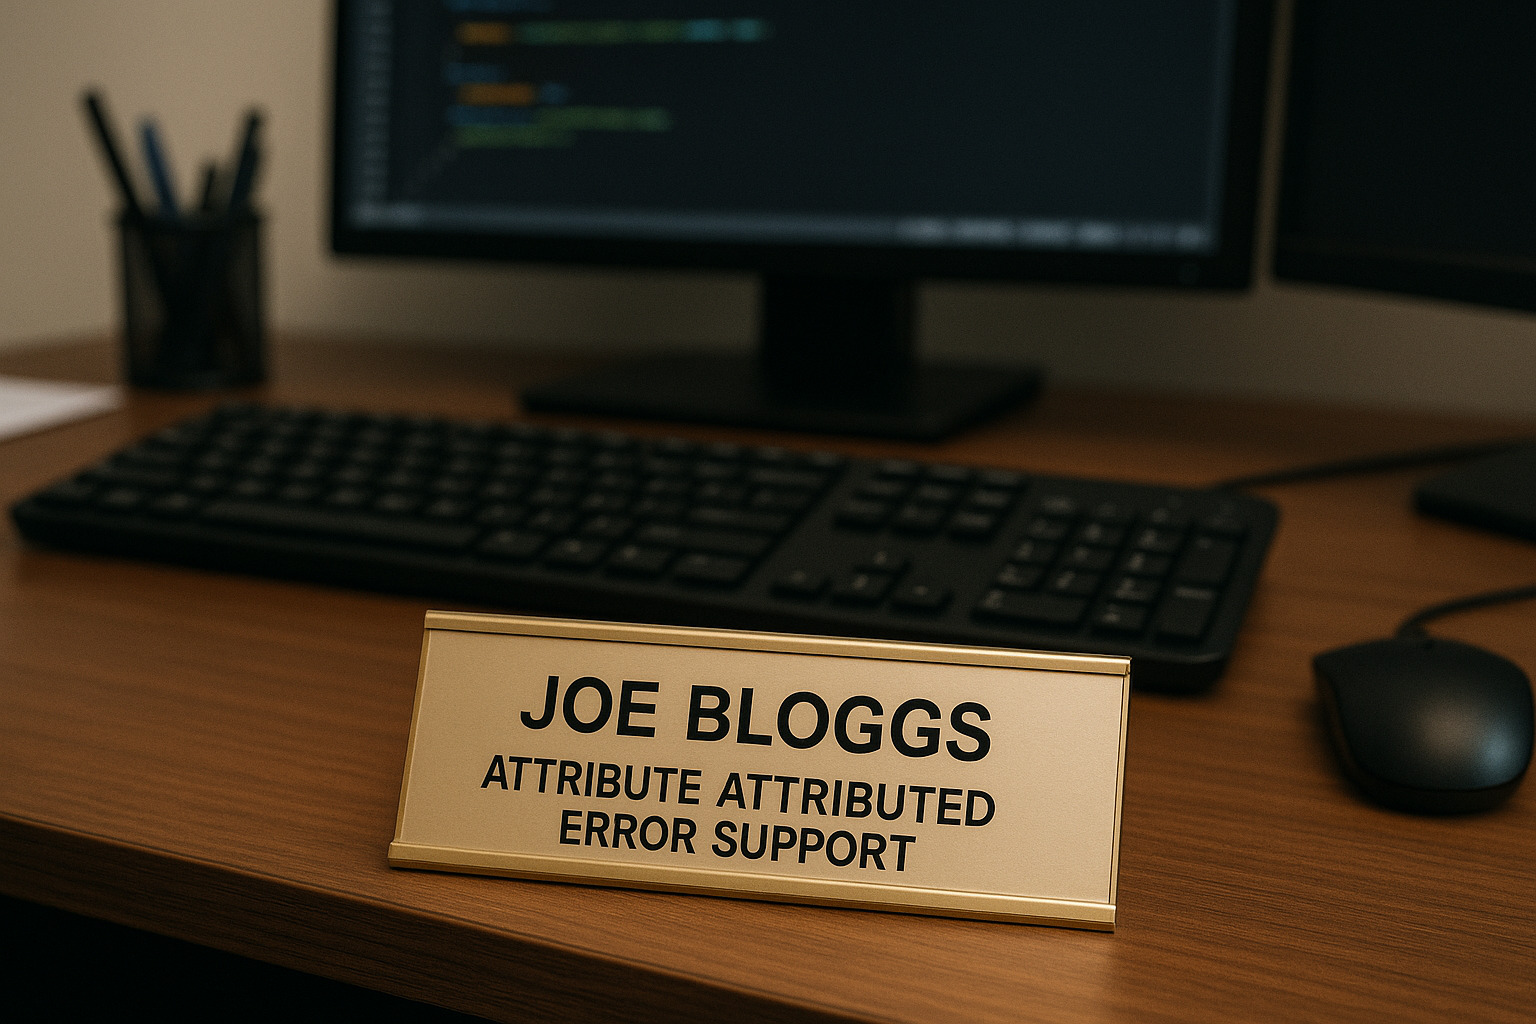 JOE BLOGGS
ATTRIBUTE ATTRIBUTED
ERROR SUPPORT